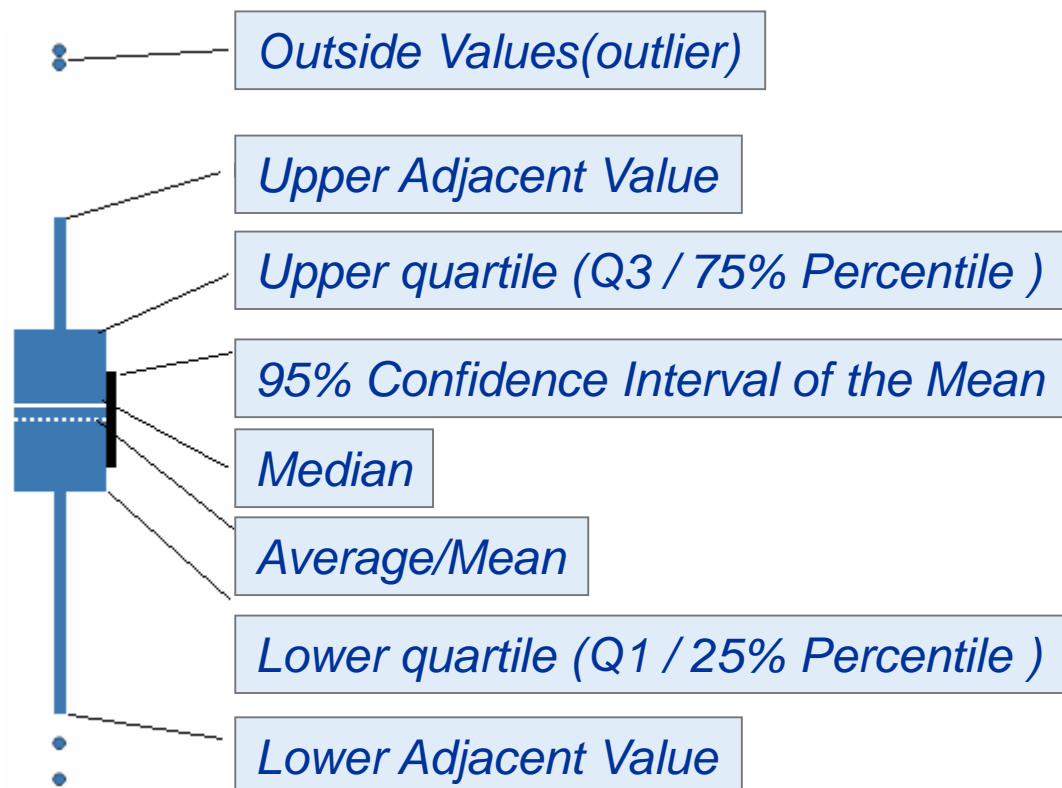 Outside Values(outlier)
Upper Adjacent Value
Upper quartile (Q3 / 75% Percentile )
95% Confidence Interval of the Mean
Median
Average/Mean
Lower quartile (Q1 / 25% Percentile )
Lower Adjacent Value